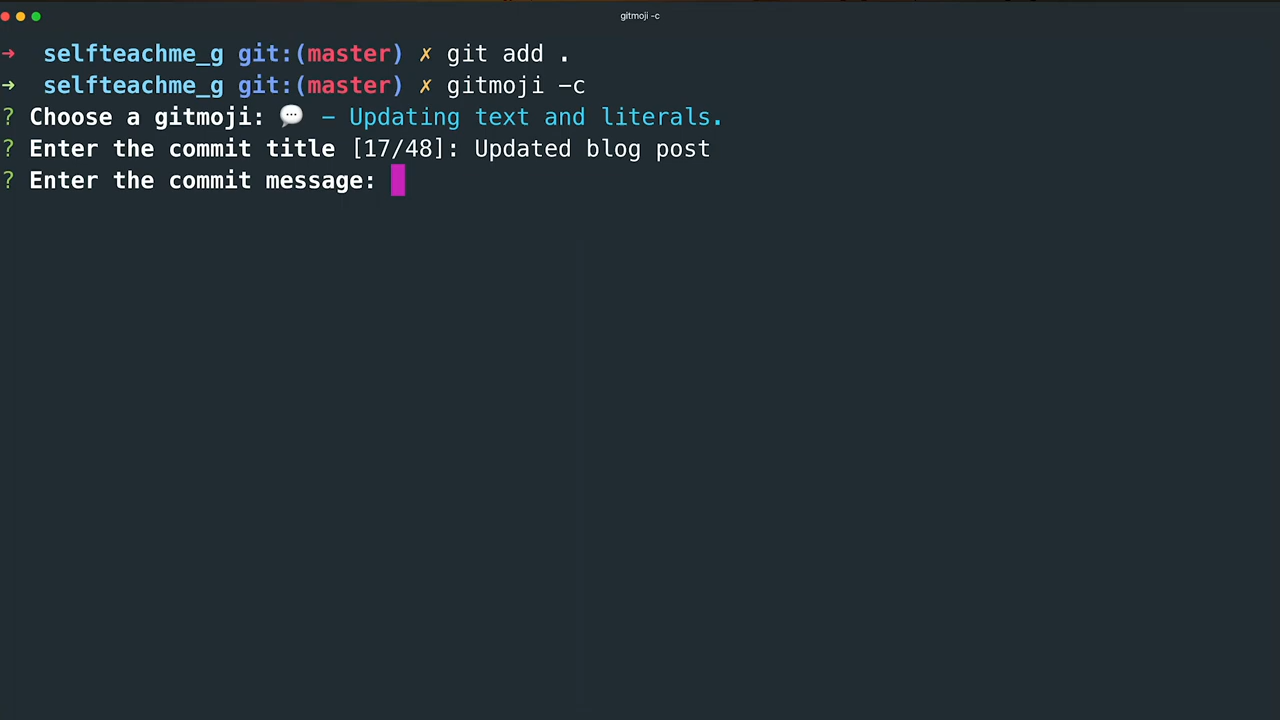 gitmoji -c
➜ selfteachme_g git:(master) ✗ git add .
➜ selfteachme_g git:(master) ✗ gitmoji -c
? Choose a gitmoji: 💬 - Updating text and literals.
? Enter the commit title [17/48]: Updated blog post
? Enter the commit message: